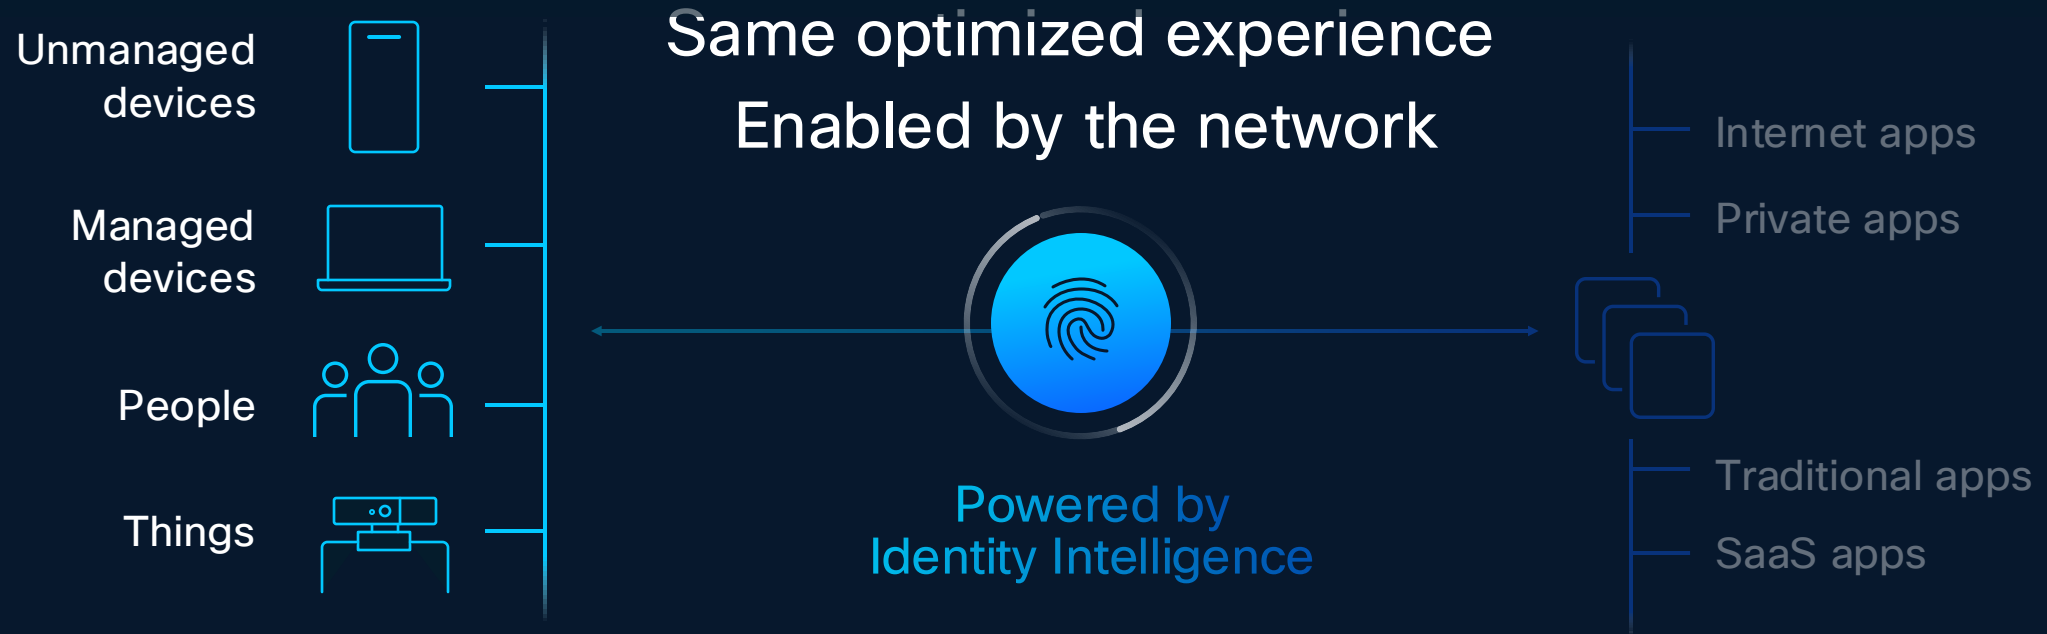 Same optimized experience
Enabled by the network
Unmanaged
devices
Managed
devices
People
Things
Powered by
Identity Intelligence
Internet apps
Private apps
Traditional apps
SaaS apps